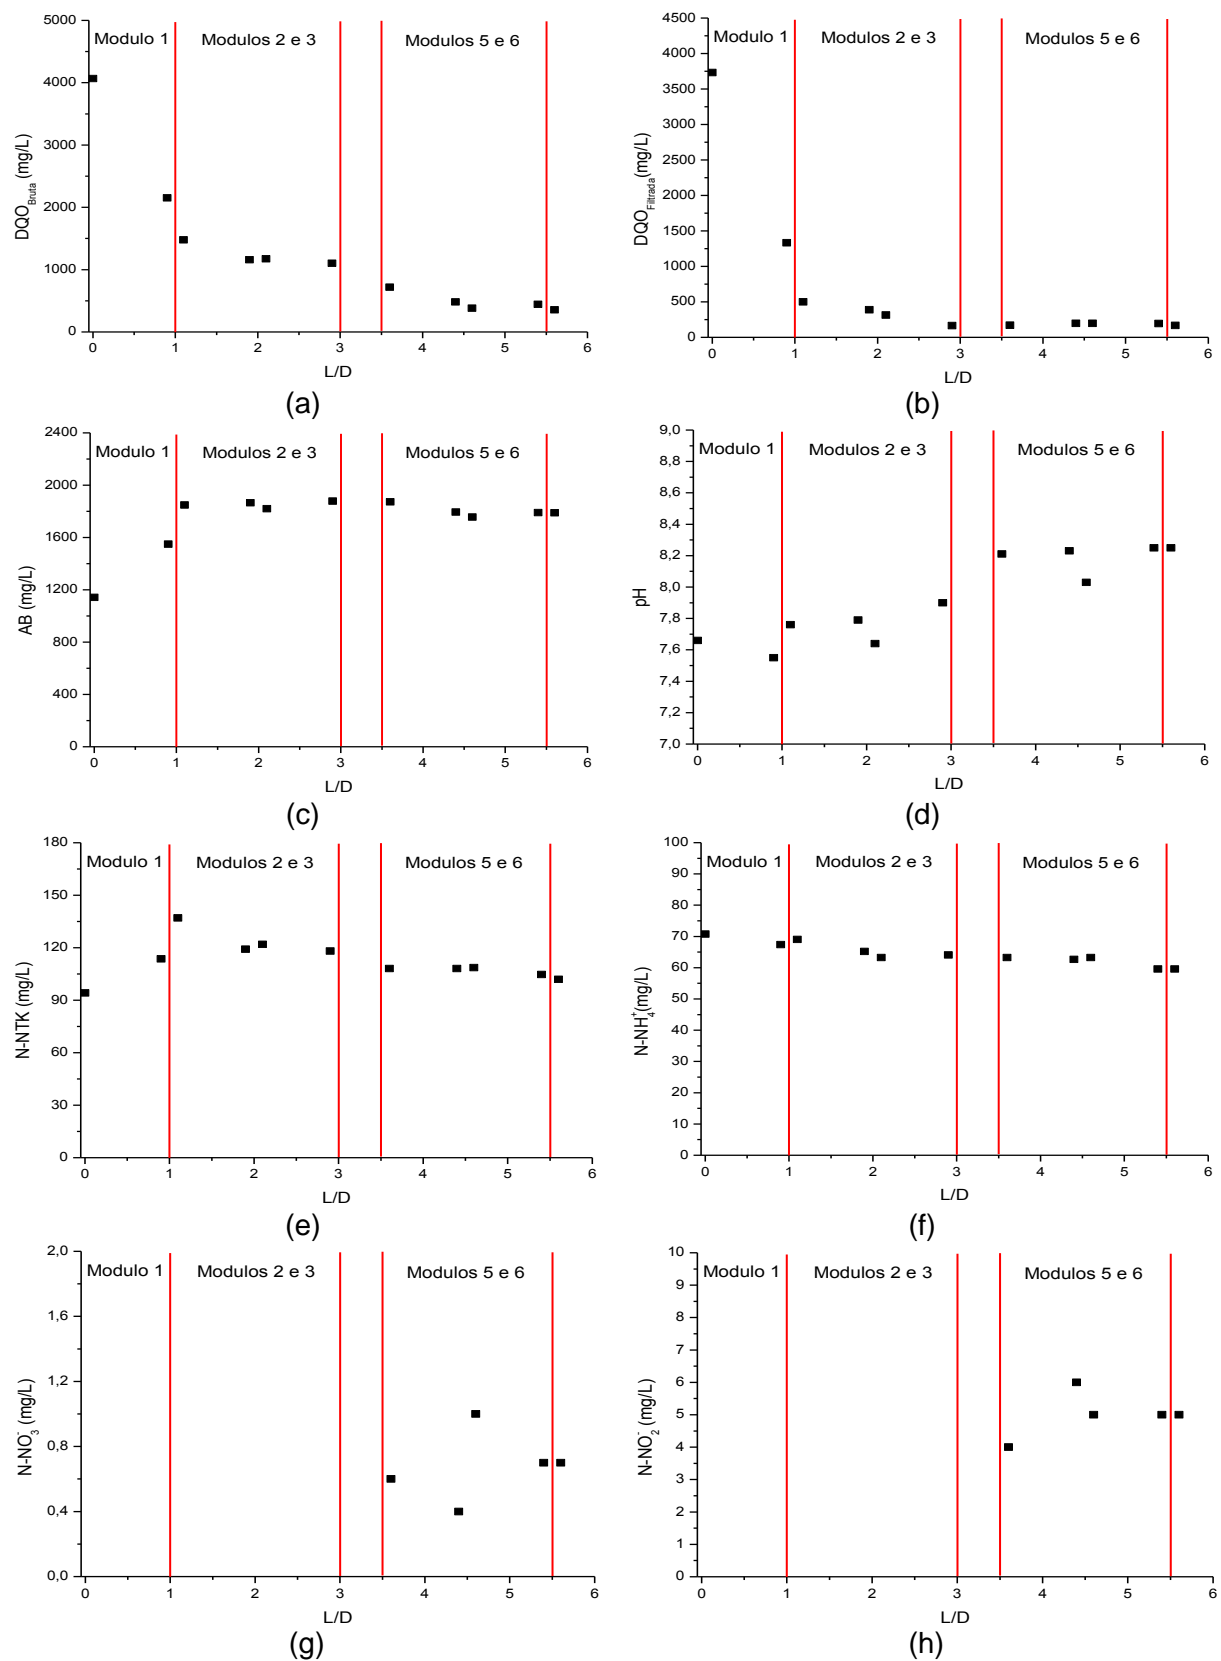 5000
4000
3000
2000
1000
0
DQO Bruta (mg/L)
Modulo 1 Modulos 2 e 3 Modulos 5 e 6
0 1 2 3 4 5 6
L/D
(a)
4500
4000
3500
3000
2500
2000
1500
1000
500
0
DQO Filtrada (mg/L)
Modulo 1 Modulos 2 e 3 Modulos 5 e 6
0 1 2 3 4 5 6
L/D
(b)
2400
2000
1600
1200
800
400
0
AB (mg/L)
Modulo 1 Modulos 2 e 3 Modulos 5 e 6
0 1 2 3 4 5 6
L/D
(c)
9,0
8,8
8,6
8,4
8,2
8,0
7,8
7,6
7,4
7,2
7,0
pH
Modulo 1 Modulos 2 e 3 Modulos 5 e 6
0 1 2 3 4 5 6
L/D
(d)
180
150
120
90
60
30
0
N-NTK (mg/L)
Modulo 1 Modulos 2 e 3 Modulos 5 e 6
0 1 2 3 4 5 6
L/D
(e)
100
90
80
70
60
50
40
30
20
10
0
N-NH4+(mg/L)
Modulo 1 Modulos 2 e 3 Modulos 5 e 6
0 1 2 3 4 5 6
L/D
(f)
2,0
1,6
1,2
0,8
0,4
0,0
N-NO3- (mg/L)
Modulo 1 Modulos 2 e 3 Modulos 5 e 6
0 1 2 3 4 5 6
L/D
(g)
10
9
8
7
6
5
4
3
2
1
0
N-NO2- (mg/L)
Modulo 1 Modulos 2 e 3 Modulos 5 e 6
0 1 2 3 4 5 6
L/D
(h)